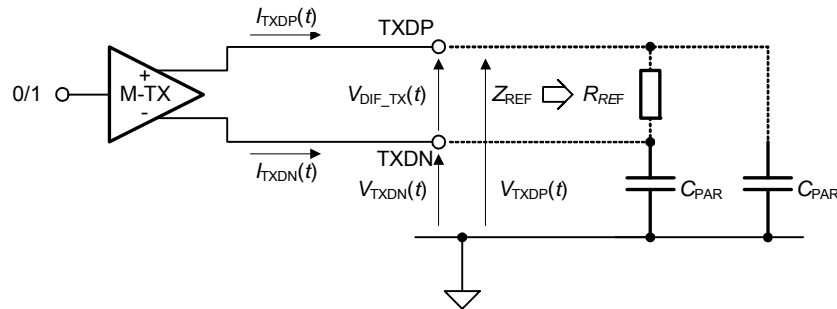 I_TXDP(t)
TXDP
0/1
+
M-TX
-
V_DIF_TX(t)
Z_REF
R_REF
I_TXDN(t)
TXDN
V_TXDN(t)
V_TXDP(t)
C_PAR
C_PAR